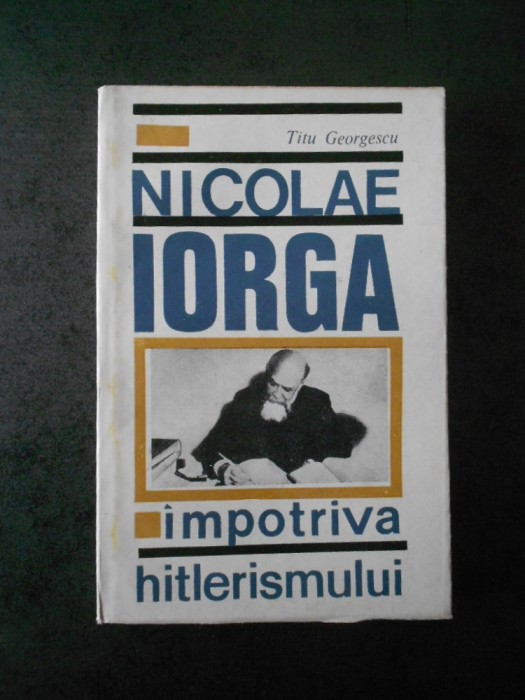 Titu Georgescu
NICOLAE
IORGA
împotriva
hitlerismului